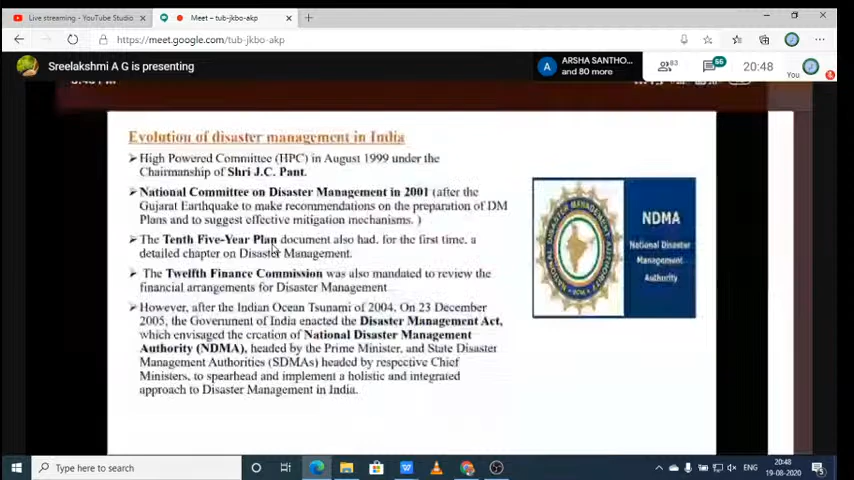 Live streaming - YouTube Studio
Meet – tub-jkbo-akp
https://meet.google.com/tub-jkbo-akp
Sreelakshmi A G is presenting
A
ARSHA SANTHO...
and 80 more
83
56
20:48
You
Evolution of disaster management in India
➢ High Powered Committee (HPC) in August 1999 under the
Chairmanship of Shri J.C. Pant.
➢ National Committee on Disaster Management in 2001 (after the
Gujarat Earthquake to make recommendations on the preparation of DM
Plans and to suggest effective mitigation mechanisms. )
➢ The Tenth Five-Year Plan document also had, for the first time, a
detailed chapter on Disaster Management.
➢ The Twelfth Finance Commission was also mandated to review the
financial arrangements for Disaster Management
➢ However, after the Indian Ocean Tsunami of 2004, On 23 December
2005, the Government of India enacted the Disaster Management Act,
which envisaged the creation of National Disaster Management
Authority (NDMA), headed by the Prime Minister, and State Disaster
Management Authorities (SDMAs) headed by respective Chief
Ministers, to spearhead and implement a holistic and integrated
approach to Disaster Management in India.
NATIONAL DISASTER MANAGEMENT AUTHORITY
NDMA
National Disaster
Management
Authority
Type here to search
ENG
20:48
19-08-2020